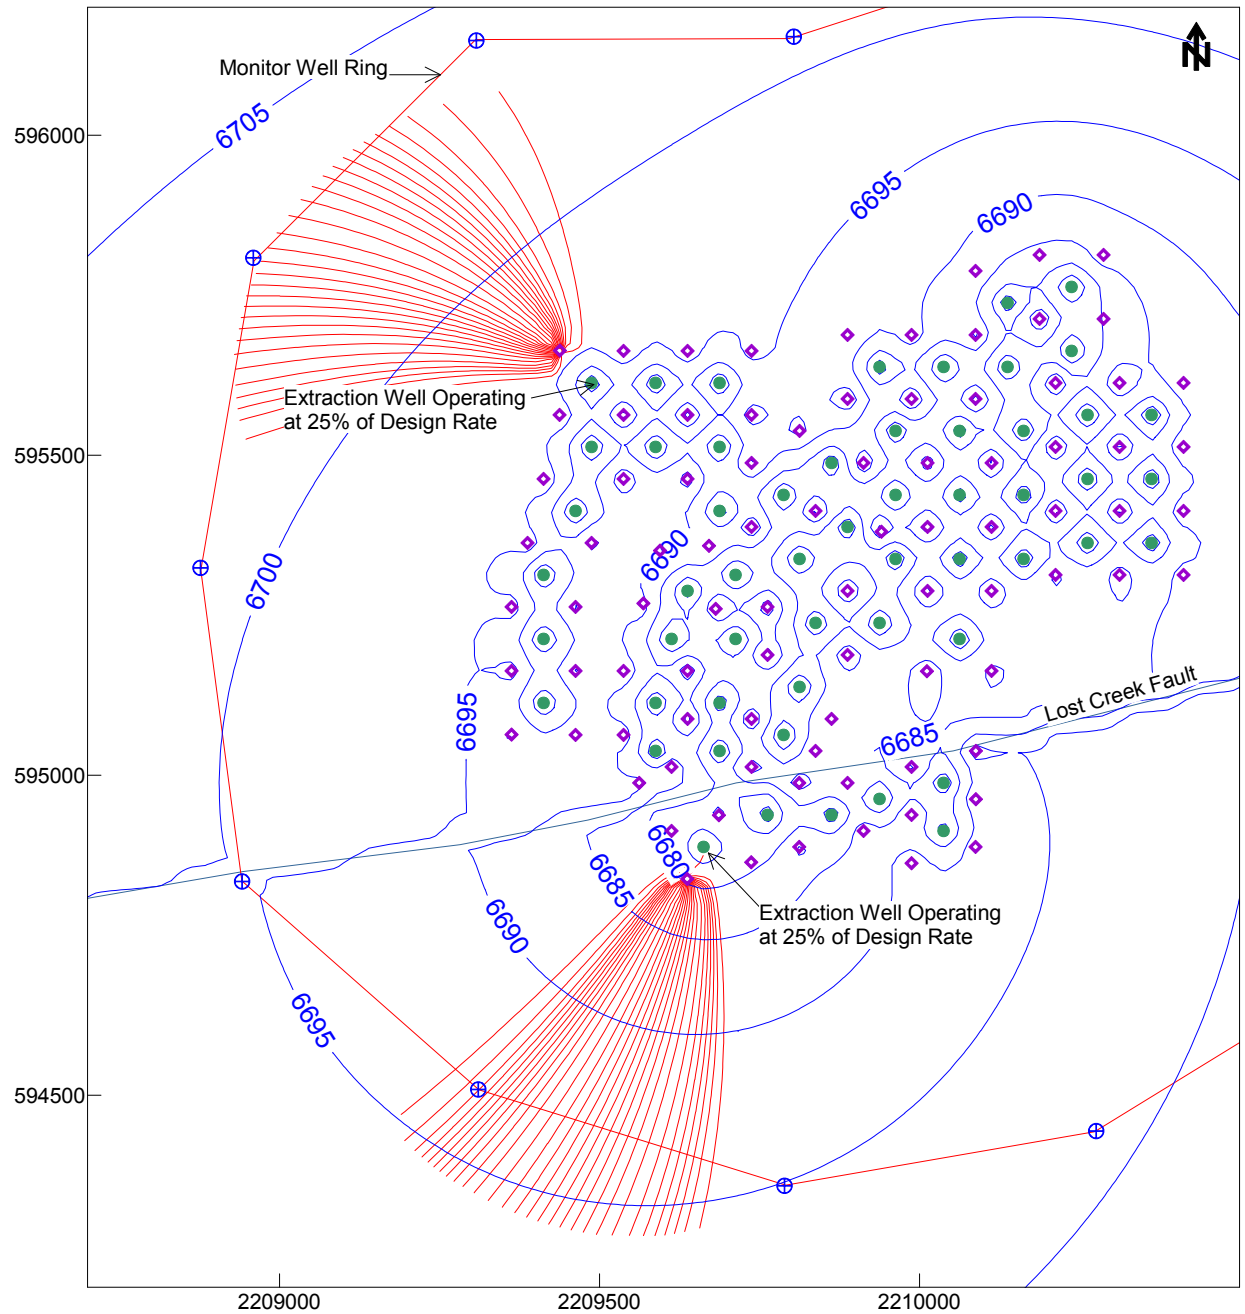 N
Monitor Well Ring
6705
596000
6695
6690
Extraction Well Operating
at 25% of Design Rate
595500
6690
6700
Lost Creek Fault
6695
6685
595000
6680
6685
Extraction Well Operating
at 25% of Design Rate
6690
6695
594500
2209000
2209500
2210000